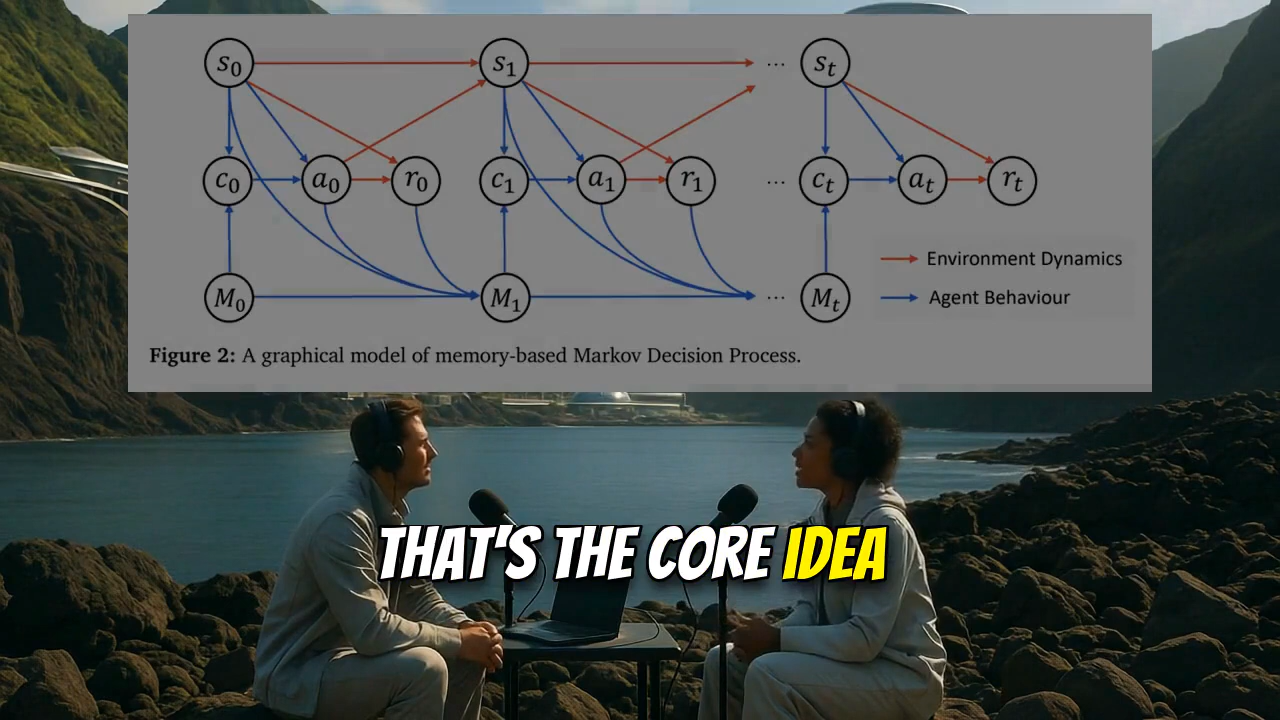 s0 s1 ... st
c0 a0 r0 c1 a1 r1 ... ct at rt
Environment Dynamics
M0 M1 ... Mt Agent Behaviour
Figure 2: A graphical model of memory-based Markov Decision Process.
THAT'S THE CORE IDEA